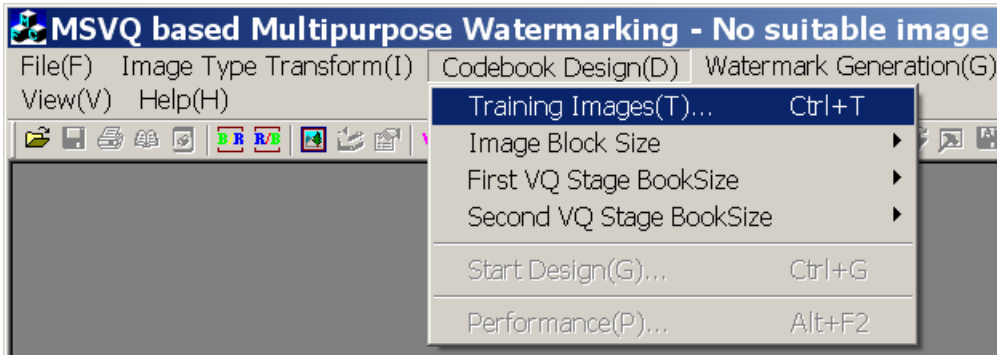 MSVQ based Multipurpose Watermarking - No suitable image
File(F) Image Type Transform(I) Codebook Design(D) Watermark Generation(G)
View(V) Help(H)
B R R/B
Training Images(T)... Ctrl+T
Image Block Size
First VQ Stage BookSize
Second VQ Stage BookSize
Start Design(G)... Ctrl+G
Performance(P)... Alt+F2